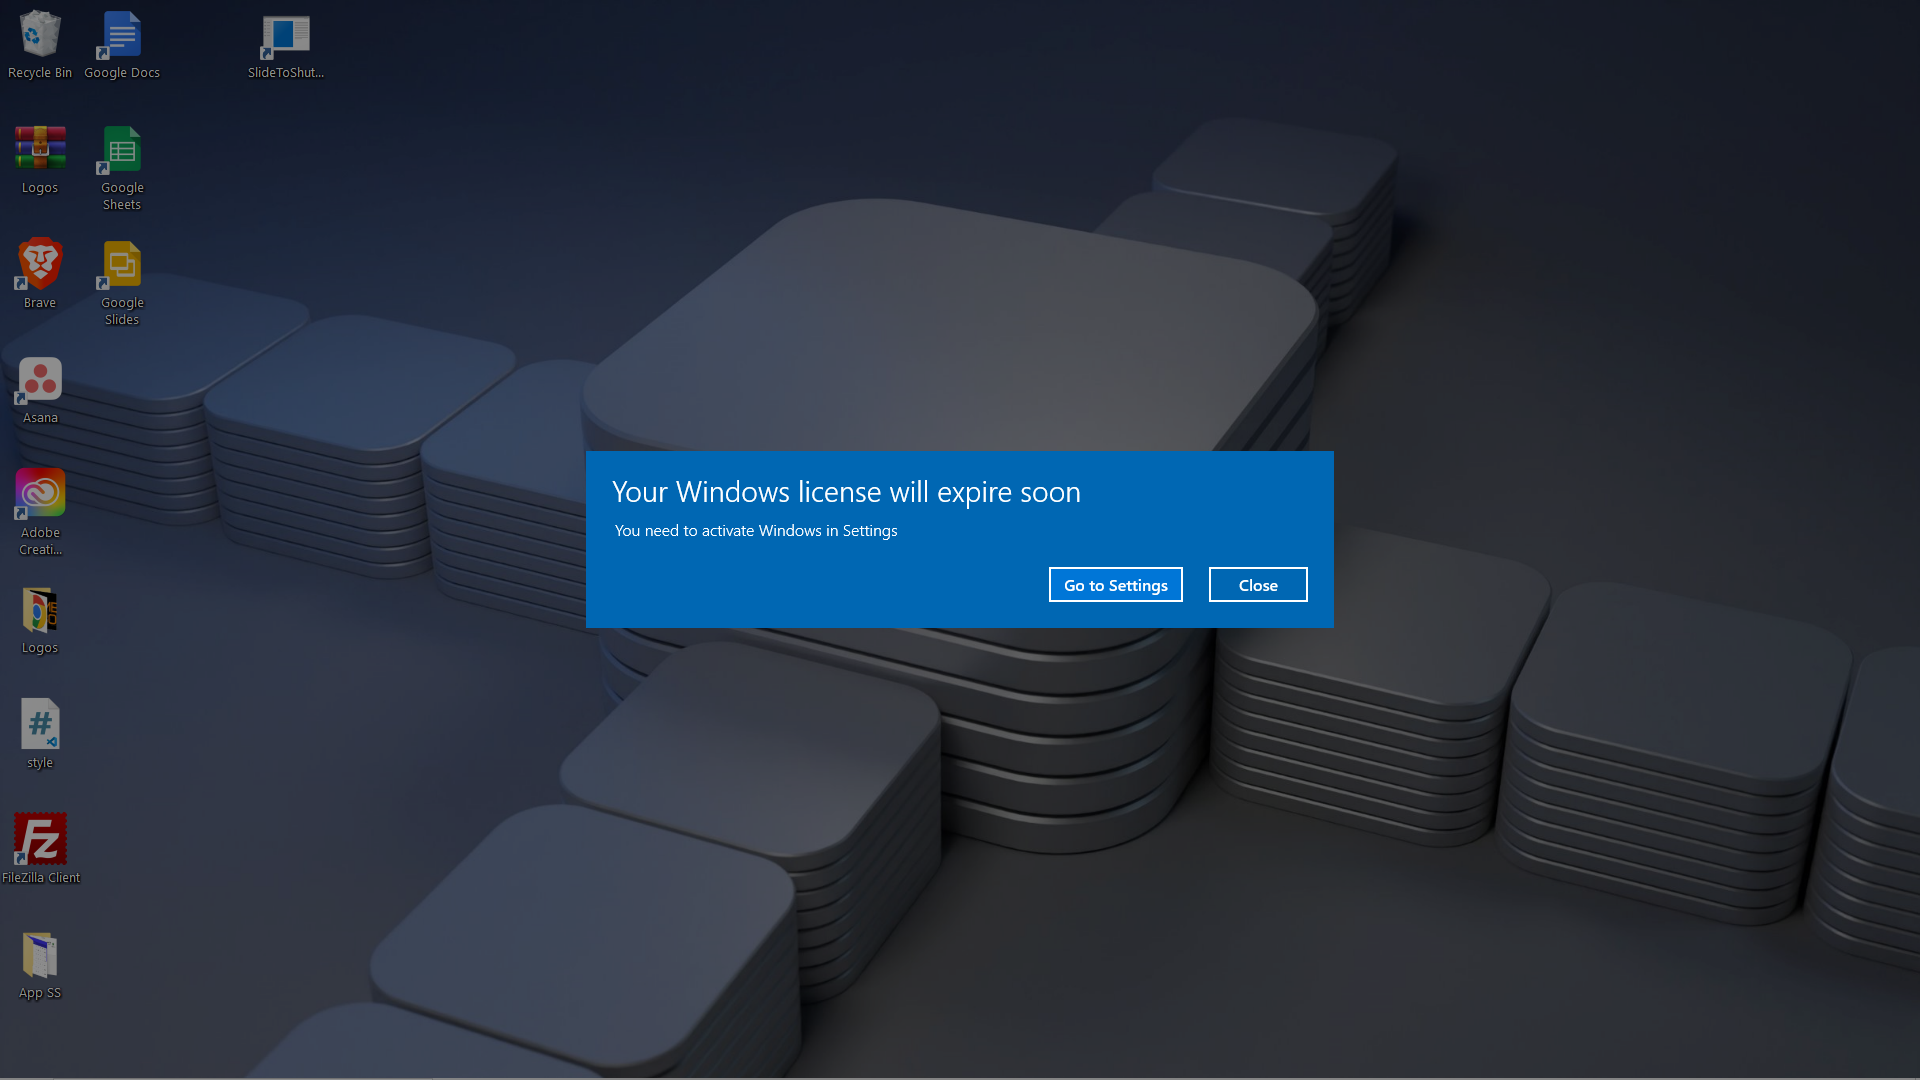 Recycle Bin
Google Docs
SlideToShut...
Logos
Google
Sheets
Brave
Google
Slides
Asana
Adobe
Creati...
Logos
#
style
Fz
FileZilla Client
App SS
Your Windows license will expire soon
You need to activate Windows in Settings
Go to Settings
Close